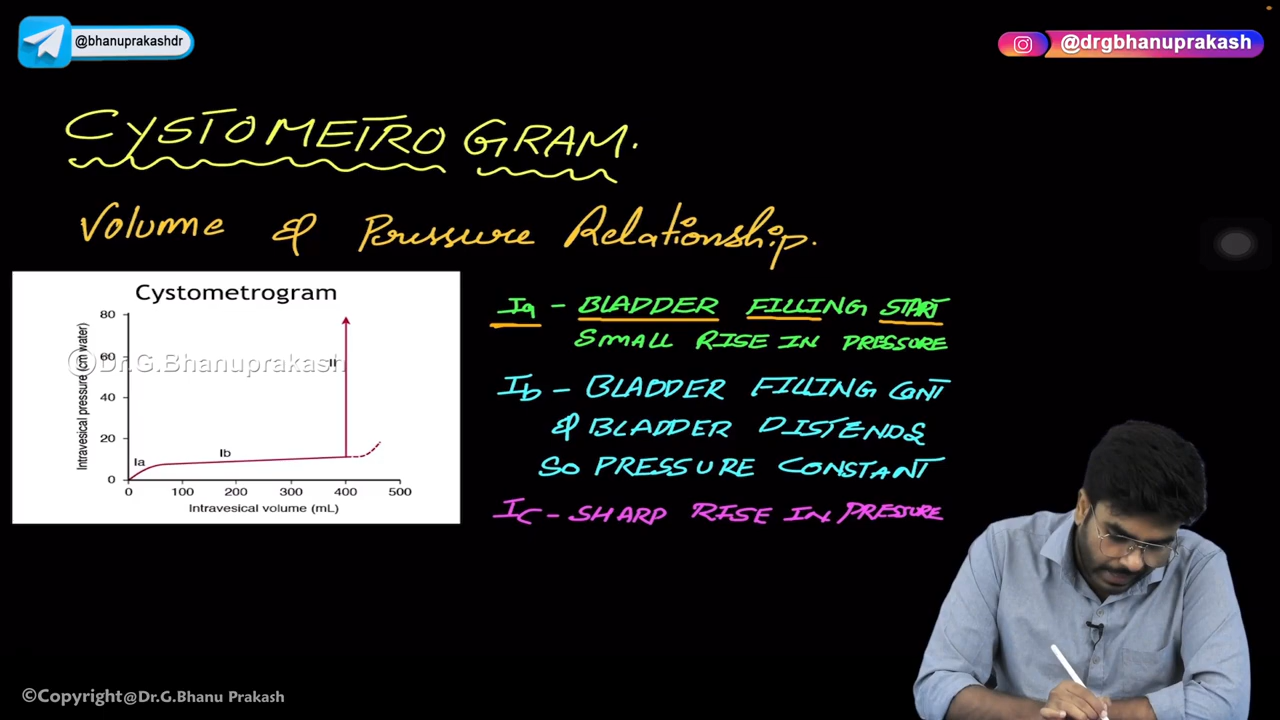 @bhanuprakashdr
@drgbhanuprakash
CYSTOMETROGRAM.
Volume & Pressure Relationship.
Cystometrogram
80
60
40
20
0
Intravesical pressure (cm water)
Ia
Ib
II
0 100 200 300 400 500
Intravesical volume (mL)
©Dr.G.Bhanuprakash
Ia - BLADDER FILLING START
SMALL RISE IN PRESSURE
Ib - BLADDER FILLING CONT
& BLADDER DISTENDS
SO PRESSURE CONSTANT
Ic - SHARP RISE IN PRESSURE
©Copyright@Dr.G.Bhanu Prakash